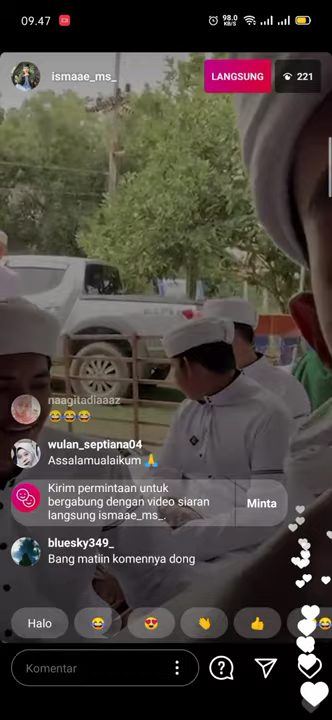 09.47
98.0
KB/S
ismaae_ms_
LANGSUNG
221
naagitadiaaaz
😂😂😂
wulan_septiana04
Assalamualaikum 🙏
Kirim permintaan untuk
bergabung dengan video siaran
langsung ismaae_ms_.
Minta
bluesky349_
Bang matiin komennya dong
Halo
Komentar